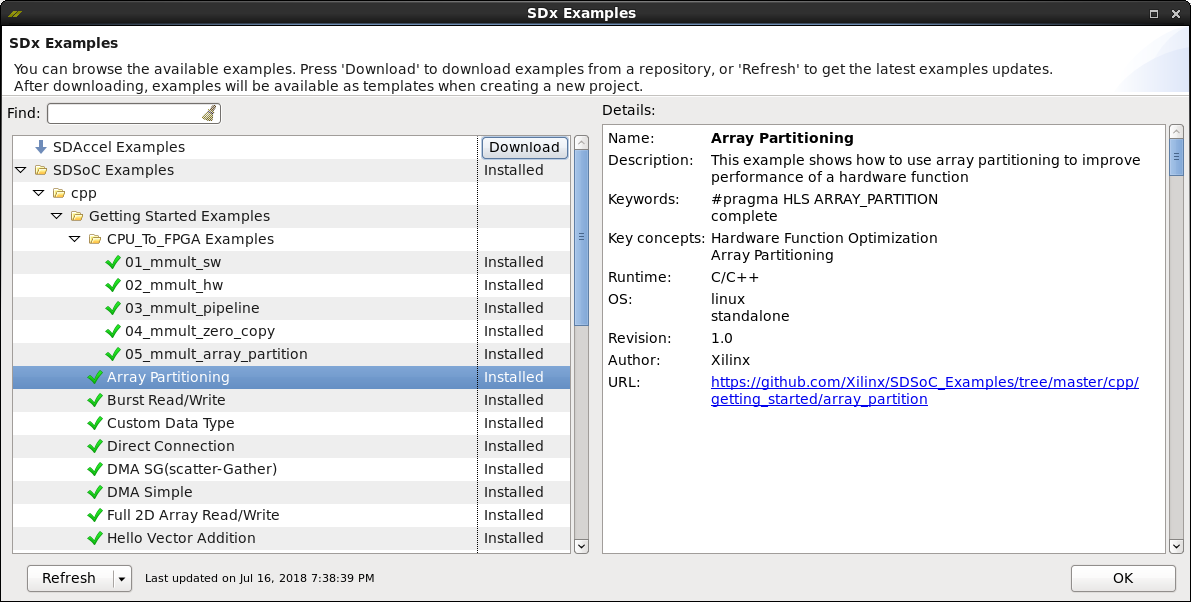 SDx Examples
SDx Examples
You can browse the available examples. Press 'Download' to download examples from a repository, or 'Refresh' to get the latest examples updates.
After downloading, examples will be available as templates when creating a new project.
Find:
SDAccel Examples Download
SDSoC Examples Installed
cpp
Getting Started Examples
CPU_To_FPGA Examples
01_mmult_sw Installed
02_mmult_hw Installed
03_mmult_pipeline Installed
04_mmult_zero_copy Installed
05_mmult_array_partition Installed
Array Partitioning Installed
Burst Read/Write Installed
Custom Data Type Installed
Direct Connection Installed
DMA SG(scatter-Gather) Installed
DMA Simple Installed
Full 2D Array Read/Write Installed
Hello Vector Addition Installed
Details:
Name: Array Partitioning
Description: This example shows how to use array partitioning to improve
performance of a hardware function
Keywords: #pragma HLS ARRAY_PARTITION
complete
Key concepts: Hardware Function Optimization
Array Partitioning
Runtime: C/C++
OS: linux
standalone
Revision: 1.0
Author: Xilinx
URL: https://github.com/Xilinx/SDSoC_Examples/tree/master/cpp/
getting_started/array_partition
Refresh Last updated on Jul 16, 2018 7:38:39 PM
OK